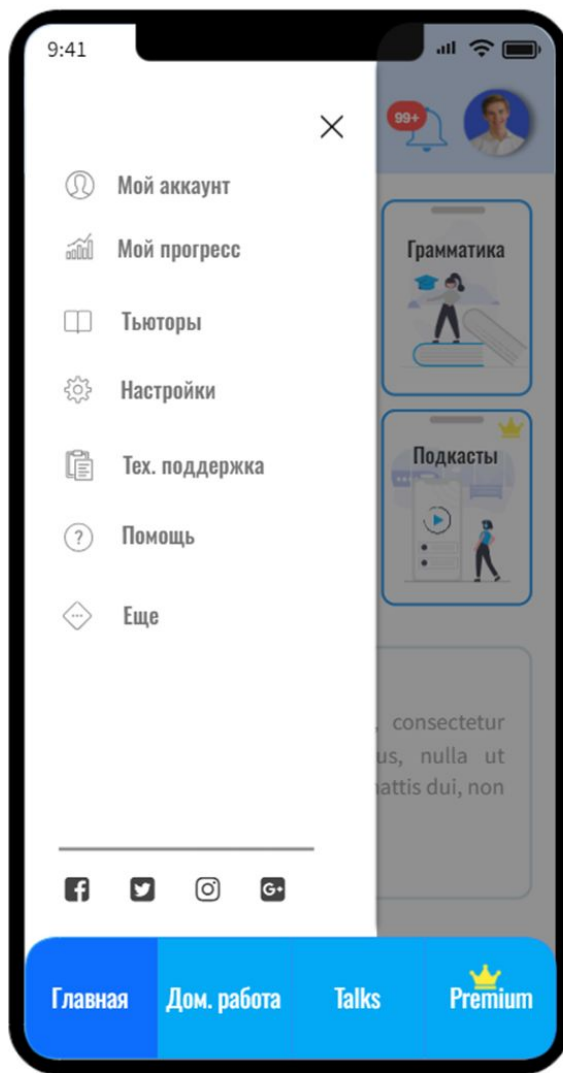 9:41
99+
Мой аккаунт
Мой прогресс
Тьюторы
Настройки
Тех. поддержка
Помощь
Еще
Грамматика
Подкасты
, consectetur
us, nulla ut
mattis dui, non
Главная
Дом. работа
Talks
Premium